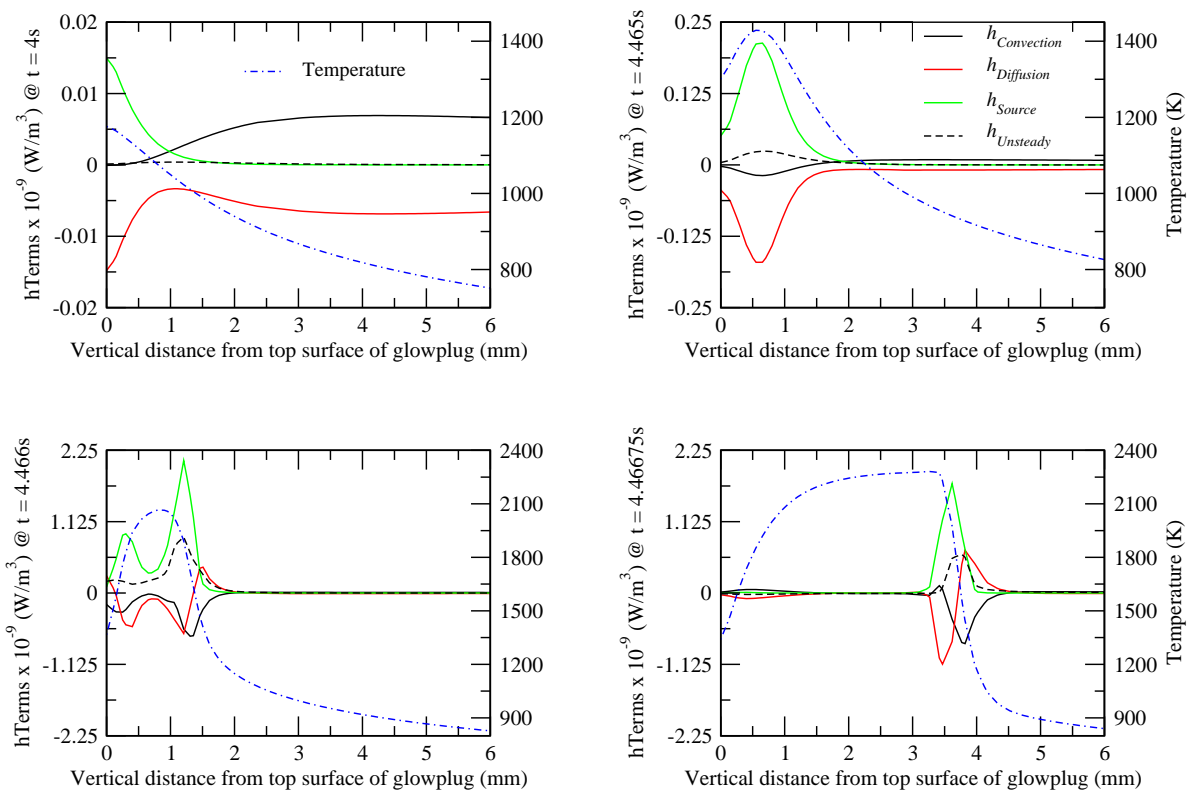 hTerms x 10⁻⁹ (W/m³) @ t = 4s
0.02
0.01
0
-0.01
-0.02
Temperature
1400
1200
1000
800
0 1 2 3 4 5 6
Vertical distance from top surface of glowplug (mm)
hTerms x 10⁻⁹ (W/m³) @ t = 4.465s
0.25
0.125
0
-0.125
-0.25
h_Convection
h_Diffusion
h_Source
h_Unsteady
1400
1200
1000
800
Temperature (K)
0 1 2 3 4 5 6
Vertical distance from top surface of glowplug (mm)
hTerms x 10⁻⁹ (W/m³) @ t = 4.466s
2.25
1.125
0
-1.125
-2.25
2400
2100
1800
1500
1200
900
0 1 2 3 4 5 6
Vertical distance from top surface of glowplug (mm)
hTerms x 10⁻⁹ (W/m³) @ t = 4.46675s
2.25
1.125
0
-1.125
-2.25
2400
2100
1800
1500
1200
900
Temperature (K)
0 1 2 3 4 5 6
Vertical distance from top surface of glowplug (mm)